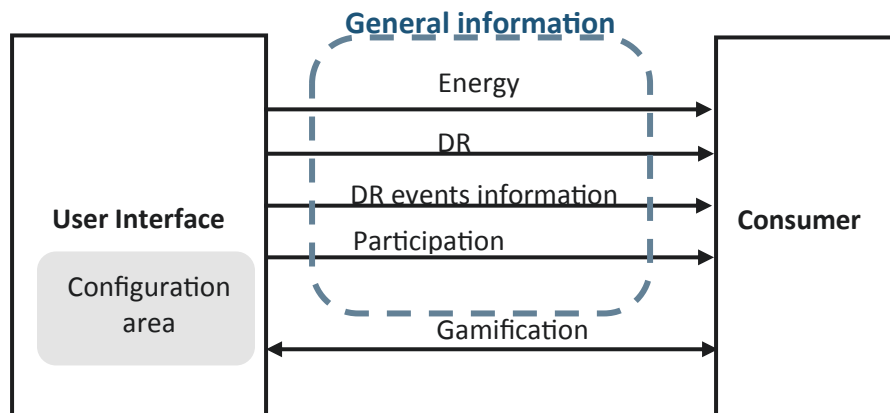 General information
Energy
DR
DR events information
User Interface
Consumer
Participation
Configuration
area
Gamification